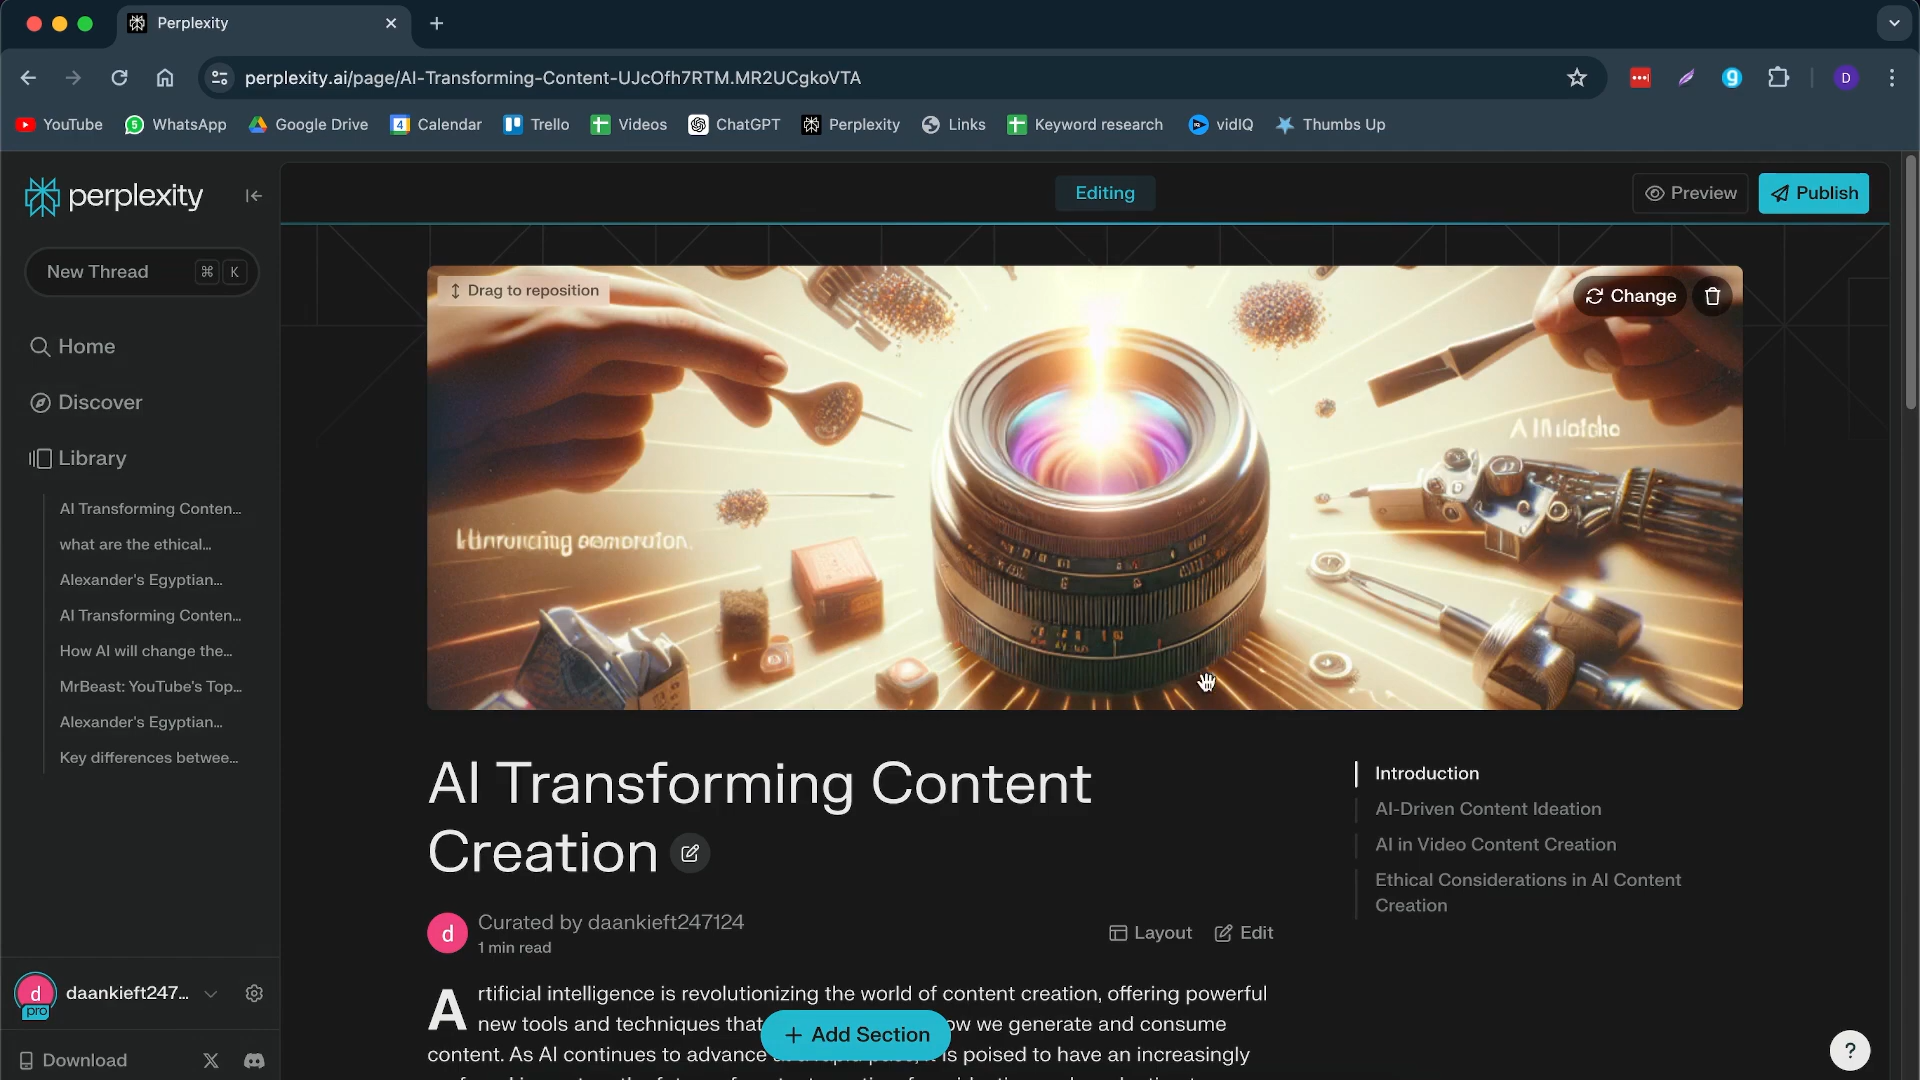 Perplexity
perplexity.ai/page/AI-Transforming-Content-UJcOfh7RTM.MR2UCgkoVTA
D
YouTube
WhatsApp
Google Drive
Calendar
Trello
Videos
ChatGPT
Perplexity
Links
Keyword research
vidIQ
Thumbs Up
perplexity
Editing
Preview
Publish
New Thread ⌘ K
Drag to reposition
Change
Home
Discover
Library
AI Transforming Conten...
what are the ethical...
Alexander's Egyptian...
AI Transforming Conten...
How AI will change the...
MrBeast: YouTube's Top...
Alexander's Egyptian...
Key differences betwee...
AI Transforming Content
Creation
Introduction
AI-Driven Content Ideation
AI in Video Content Creation
Ethical Considerations in AI Content
Creation
d
Curated by daankieft247124
1 min read
Layout
Edit
Artificial intelligence is revolutionizing the world of content creation, offering powerful
new tools and techniques that ow we generate and consume
content. As AI continues to advance is poised to have an increasingly
+ Add Section
d
pro
daankieft247...
Download
?